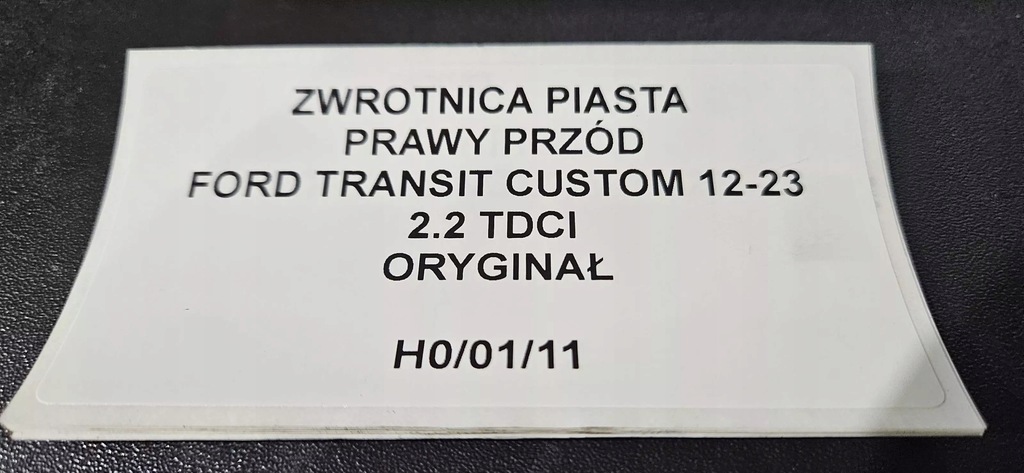 ZWROTNICA PIASTA
PRAWY PRZÓD
FORD TRANSIT CUSTOM 12-23
2.2 TDCI
ORYGINAŁ
H0/01/11